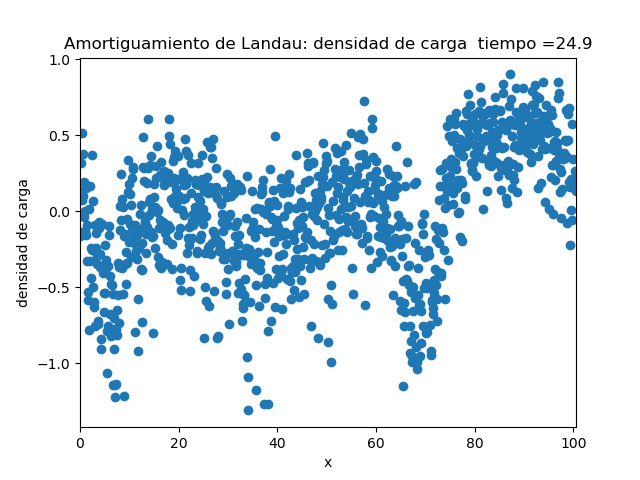 Amortiguamiento de Landau: densidad de carga  tiempo =24.9
1.0
0.5
0.0
−0.5
−1.0
densidad de carga
0 20 40 60 80 100
x